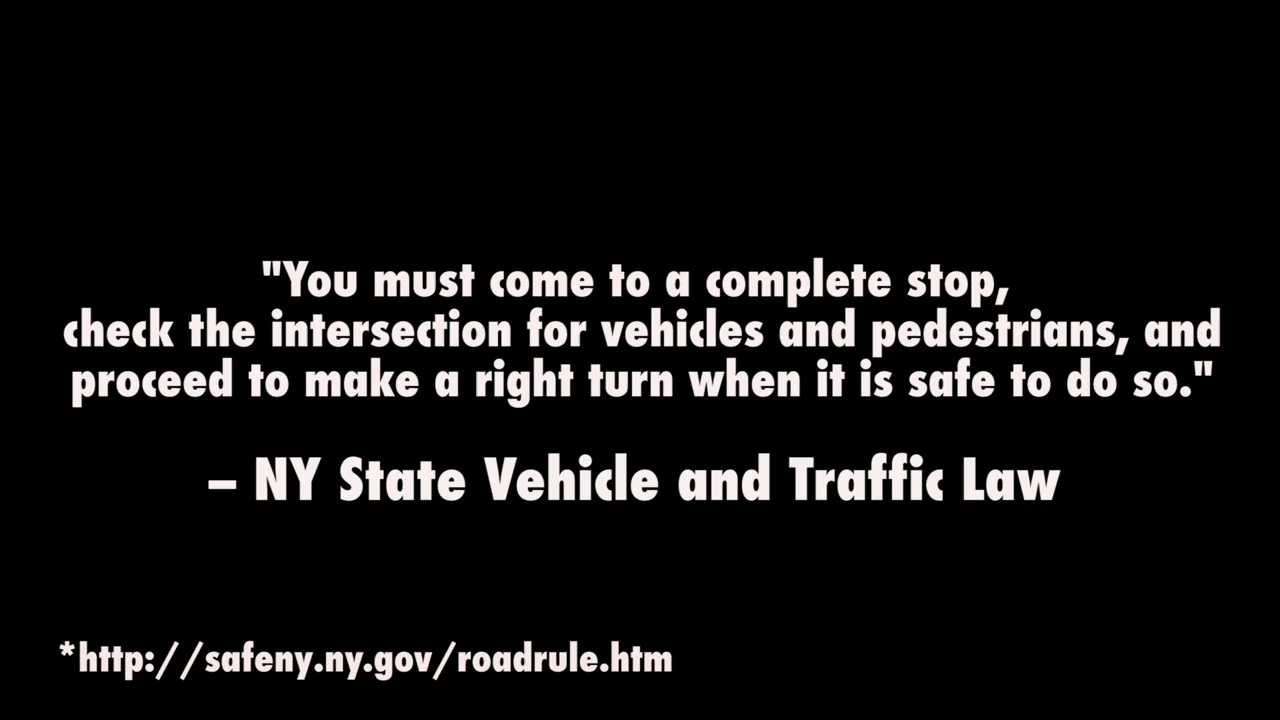 "You must come to a complete stop,
check the intersection for vehicles and pedestrians, and
proceed to make a right turn when it is safe to do so."
– NY State Vehicle and Traffic Law
*http://safeny.ny.gov/roadrule.htm